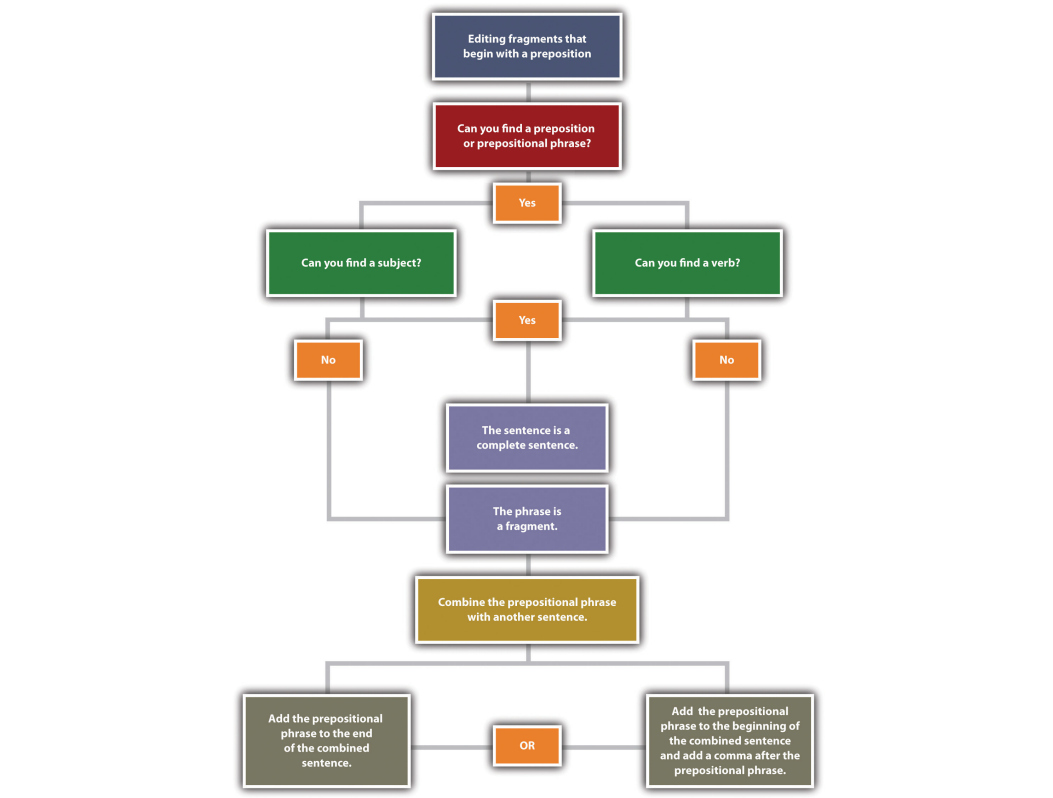 Editing fragments that
begin with a preposition
Can you find a preposition
or prepositional phrase?
Yes
Can you find a subject?
Can you find a verb?
Yes
No
No
The sentence is a
complete sentence.
The phrase is
a fragment.
Combine the prepositional phrase
with another sentence.
Add the prepositional
phrase to the end
of the combined
sentence.
OR
Add the prepositional
phrase to the beginning of
the combined sentence
and add a comma after the
prepositional phrase.